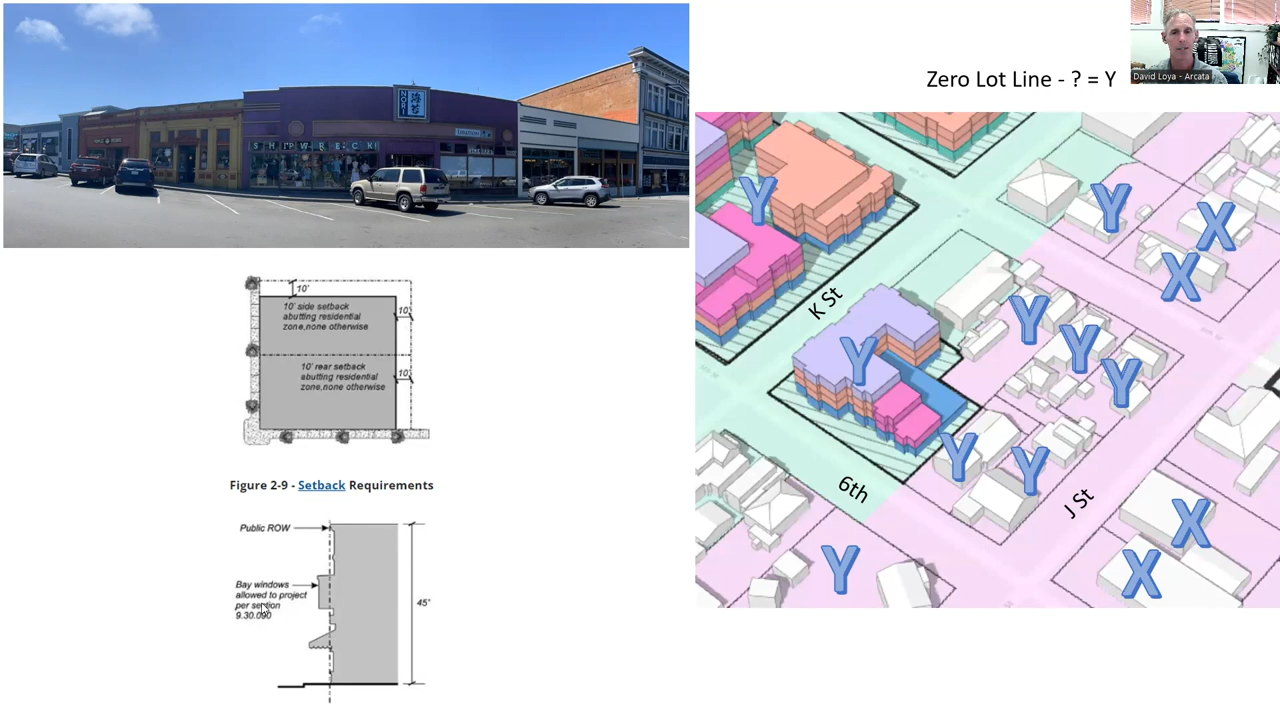 Zero Lot Line - ? = Y
David Loya - Arcata
NORI
SHIPWRECK!
10'
10' side setback
abutting residential
zone,none otherwise
10'
10' rear setback
abutting residential
zone,none otherwise
10'
Figure 2-9 - Setback Requirements
Public ROW
Bay windows
allowed to project
per section
9.30.090
45'
Y
Y
X
X
K St
Y
Y
Y
Y
Y
Y
6th
J St
X
X
Y